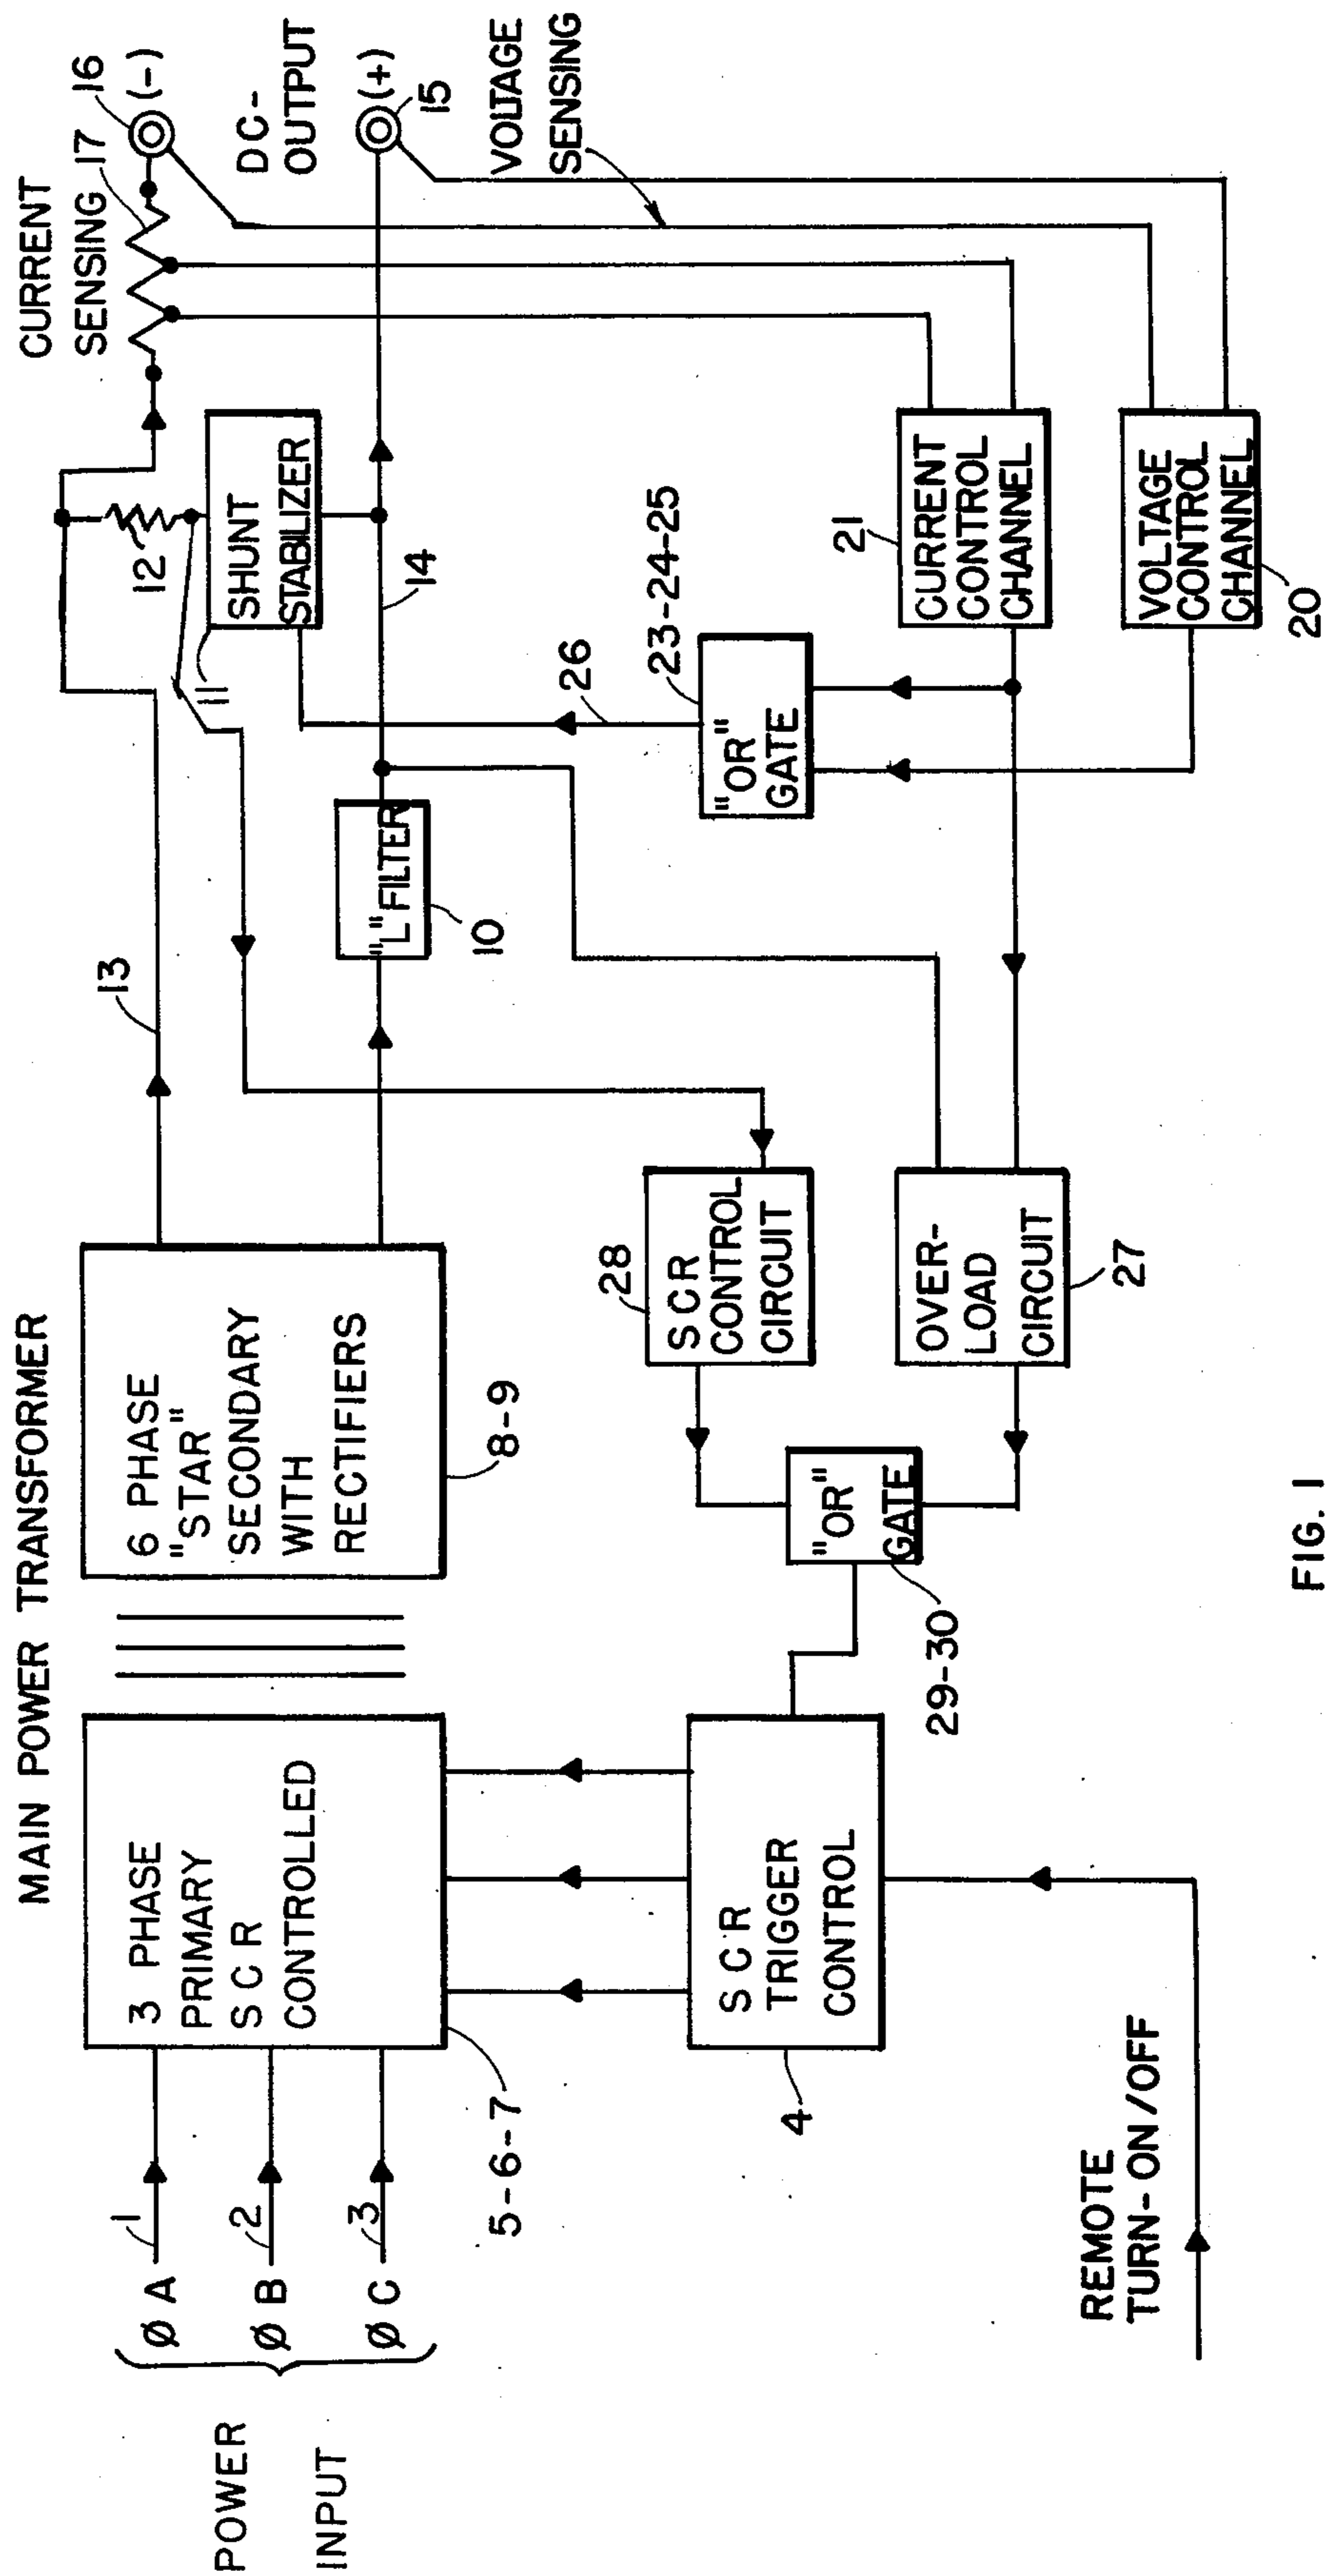 MAIN POWER TRANSFORMER
POWER
INPUT
Ø A
Ø B
Ø C
1
2
3
3 PHASE
PRIMARY
SCR
CONTROLLED
5-6-7
6 PHASE
"STAR"
SECONDARY
WITH
RECTIFIERS
8-9
13
"L" FILTER
10
14
12
11
SHUNT
STABILIZER
CURRENT
SENSING
17
16
(-)
DC-
OUTPUT
(+)
15
VOLTAGE
SENSING
REMOTE
TURN-ON/OFF
SCR
TRIGGER
CONTROL
4
"OR"
GATE
29-30
28
SCR
CONTROL
CIRCUIT
OVER-
LOAD
CIRCUIT
27
"OR"
GATE
23-24-25
26
21
CURRENT
CONTROL
CHANNEL
VOLTAGE
CONTROL
CHANNEL
20
FIG. 1